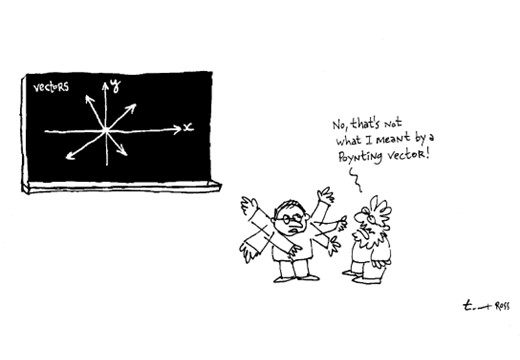 vectors
y
x
No, that's not
what I meant by a
Poynting vector!
Ross